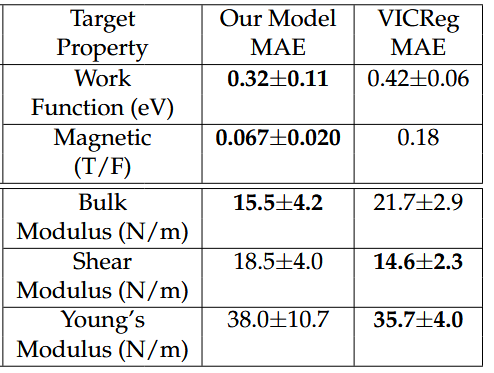 Target Property Our Model MAE VICReg MAE
Work Function (eV) 0.32±0.11 0.42±0.06
Magnetic (T/F) 0.067±0.020 0.18
Bulk Modulus (N/m) 15.5±4.2 21.7±2.9
Shear Modulus (N/m) 18.5±4.0 14.6±2.3
Young's Modulus (N/m) 38.0±10.7 35.7±4.0